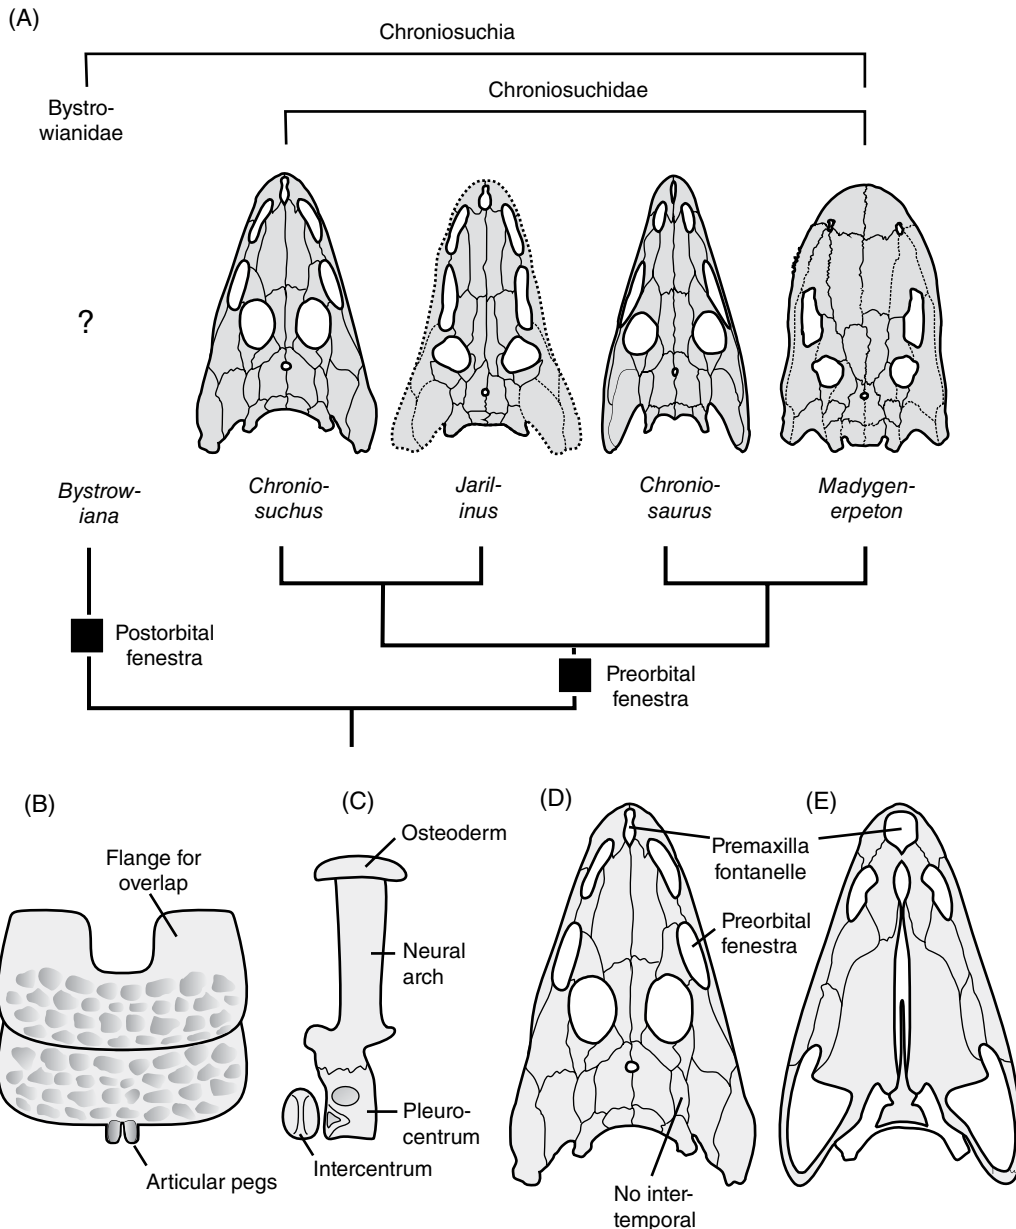 (A)
Chroniosuchia
Chroniosuchidae
Bystro-
wianidae
?
Bystrow-
iana
Chronio-
suchus
Jaril-
inus
Chronio-
saurus
Madygen-
erpeton
Postorbital
fenestra
Preorbital
fenestra
(B)
Flange for
overlap
Articular pegs
(C)
Osteoderm
Neural
arch
Pleuro-
centrum
Intercentrum
(D)
(E)
Premaxilla
fontanelle
Preorbital
fenestra
No inter-
temporal